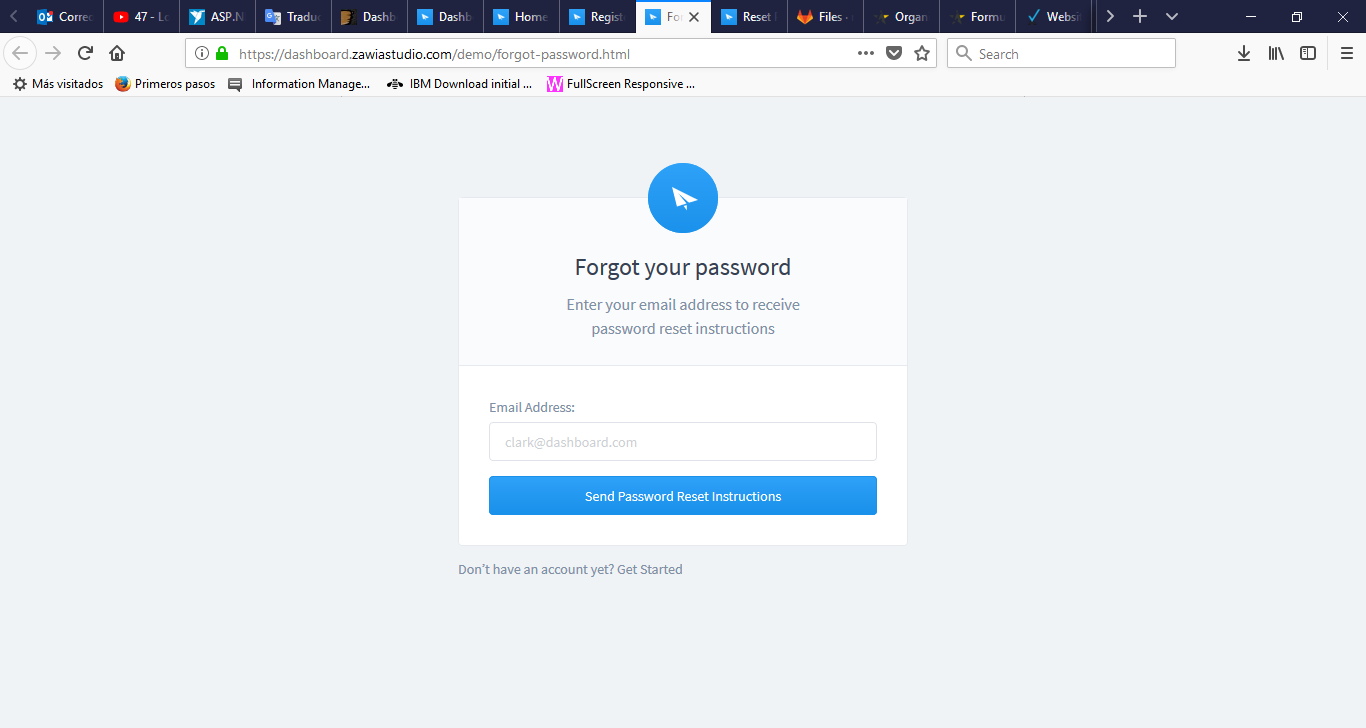 Correc
47 - Lo
ASP.N
Traduc
Dashb
Dashb
Home
Regist
For
Reset
Files -
Organ
Formu
Websit
https://dashboard.zawiastudio.com/demo/forgot-password.html
Search
Más visitados
Primeros pasos
Information Manage...
IBM Download initial ...
FullScreen Responsive ...
Forgot your password
Enter your email address to receive
password reset instructions
Email Address:
clark@dashboard.com
Send Password Reset Instructions
Don't have an account yet? Get Started